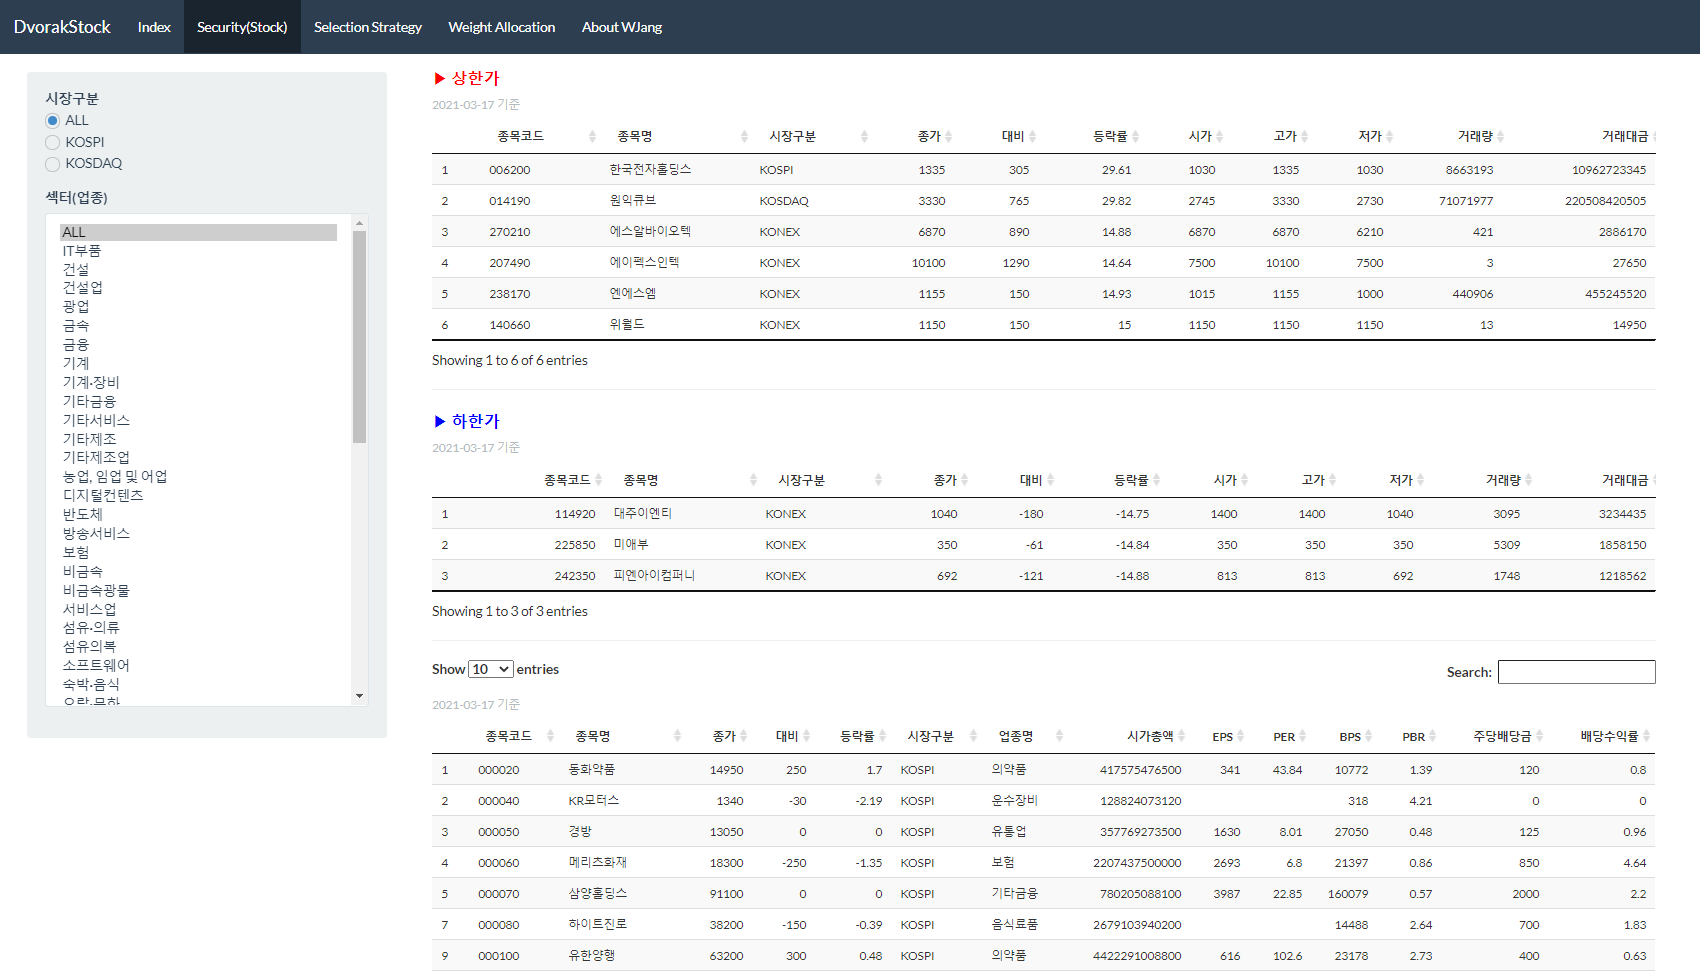 DvorakStock Index Security(Stock) Selection Strategy Weight Allocation About WJang
시장구분
ALL
KOSPI
KOSDAQ
섹터(업종)
ALL
IT부품
건설
건설업
광업
금속
금융
기계
기계·장비
기타금융
기타서비스
기타제조
기타제조업
농업, 임업 및 어업
디지털컨텐츠
반도체
방송서비스
보험
비금속
비금속광물
서비스업
섬유·의류
섬유의복
소프트웨어
숙박·음식
오락·문화
▶ 상한가
2021-03-17 기준
종목코드 종목명 시장구분 종가 대비 등락률 시가 고가 저가 거래량 거래대금
1 006200 한국전자홀딩스 KOSPI 1335 305 29.61 1030 1335 1030 8663193 10962723345
2 014190 원익큐브 KOSDAQ 3330 765 29.82 2745 3330 2730 71071977 220508420505
3 270210 에스알바이오텍 KONEX 6870 890 14.88 6870 6870 6210 421 2886170
4 207490 에이펙스인텍 KONEX 10100 1290 14.64 7500 10100 7500 3 27650
5 238170 엔에스엠 KONEX 1155 150 14.93 1015 1155 1000 440906 455245520
6 140660 위월드 KONEX 1150 150 15 1150 1150 1150 13 14950
Showing 1 to 6 of 6 entries
▶ 하한가
2021-03-17 기준
종목코드 종목명 시장구분 종가 대비 등락률 시가 고가 저가 거래량 거래대금
1 114920 대주이엔티 KONEX 1040 -180 -14.75 1400 1400 1040 3095 3234435
2 225850 미애부 KONEX 350 -61 -14.84 350 350 350 5309 1858150
3 242350 피엔아이컴퍼니 KONEX 692 -121 -14.88 813 813 692 1748 1218562
Showing 1 to 3 of 3 entries
Show 10 entries Search:
2021-03-17 기준
종목코드 종목명 종가 대비 등락률 시장구분 업종명 시가총액 EPS PER BPS PBR 주당배당금 배당수익률
1 000020 동화약품 14950 250 1.7 KOSPI 의약품 417575476500 341 43.84 10772 1.39 120 0.8
2 000040 KR모터스 1340 -30 -2.19 KOSPI 운수장비 128824073120 318 4.21 0 0
3 000050 경방 13050 0 0 KOSPI 유통업 357769273500 1630 8.01 27050 0.48 125 0.96
4 000060 메리츠화재 18300 -250 -1.35 KOSPI 보험 2207437500000 2693 6.8 21397 0.86 850 4.64
5 000070 삼양홀딩스 91100 0 0 KOSPI 기타금융 780205088100 3987 22.85 160079 0.57 2000 2.2
7 000080 하이트진로 38200 -150 -0.39 KOSPI 음식료품 2679103940200 14488 2.64 700 1.83
9 000100 유한양행 63200 300 0.48 KOSPI 의약품 4422291008800 616 102.6 23178 2.73 400 0.63